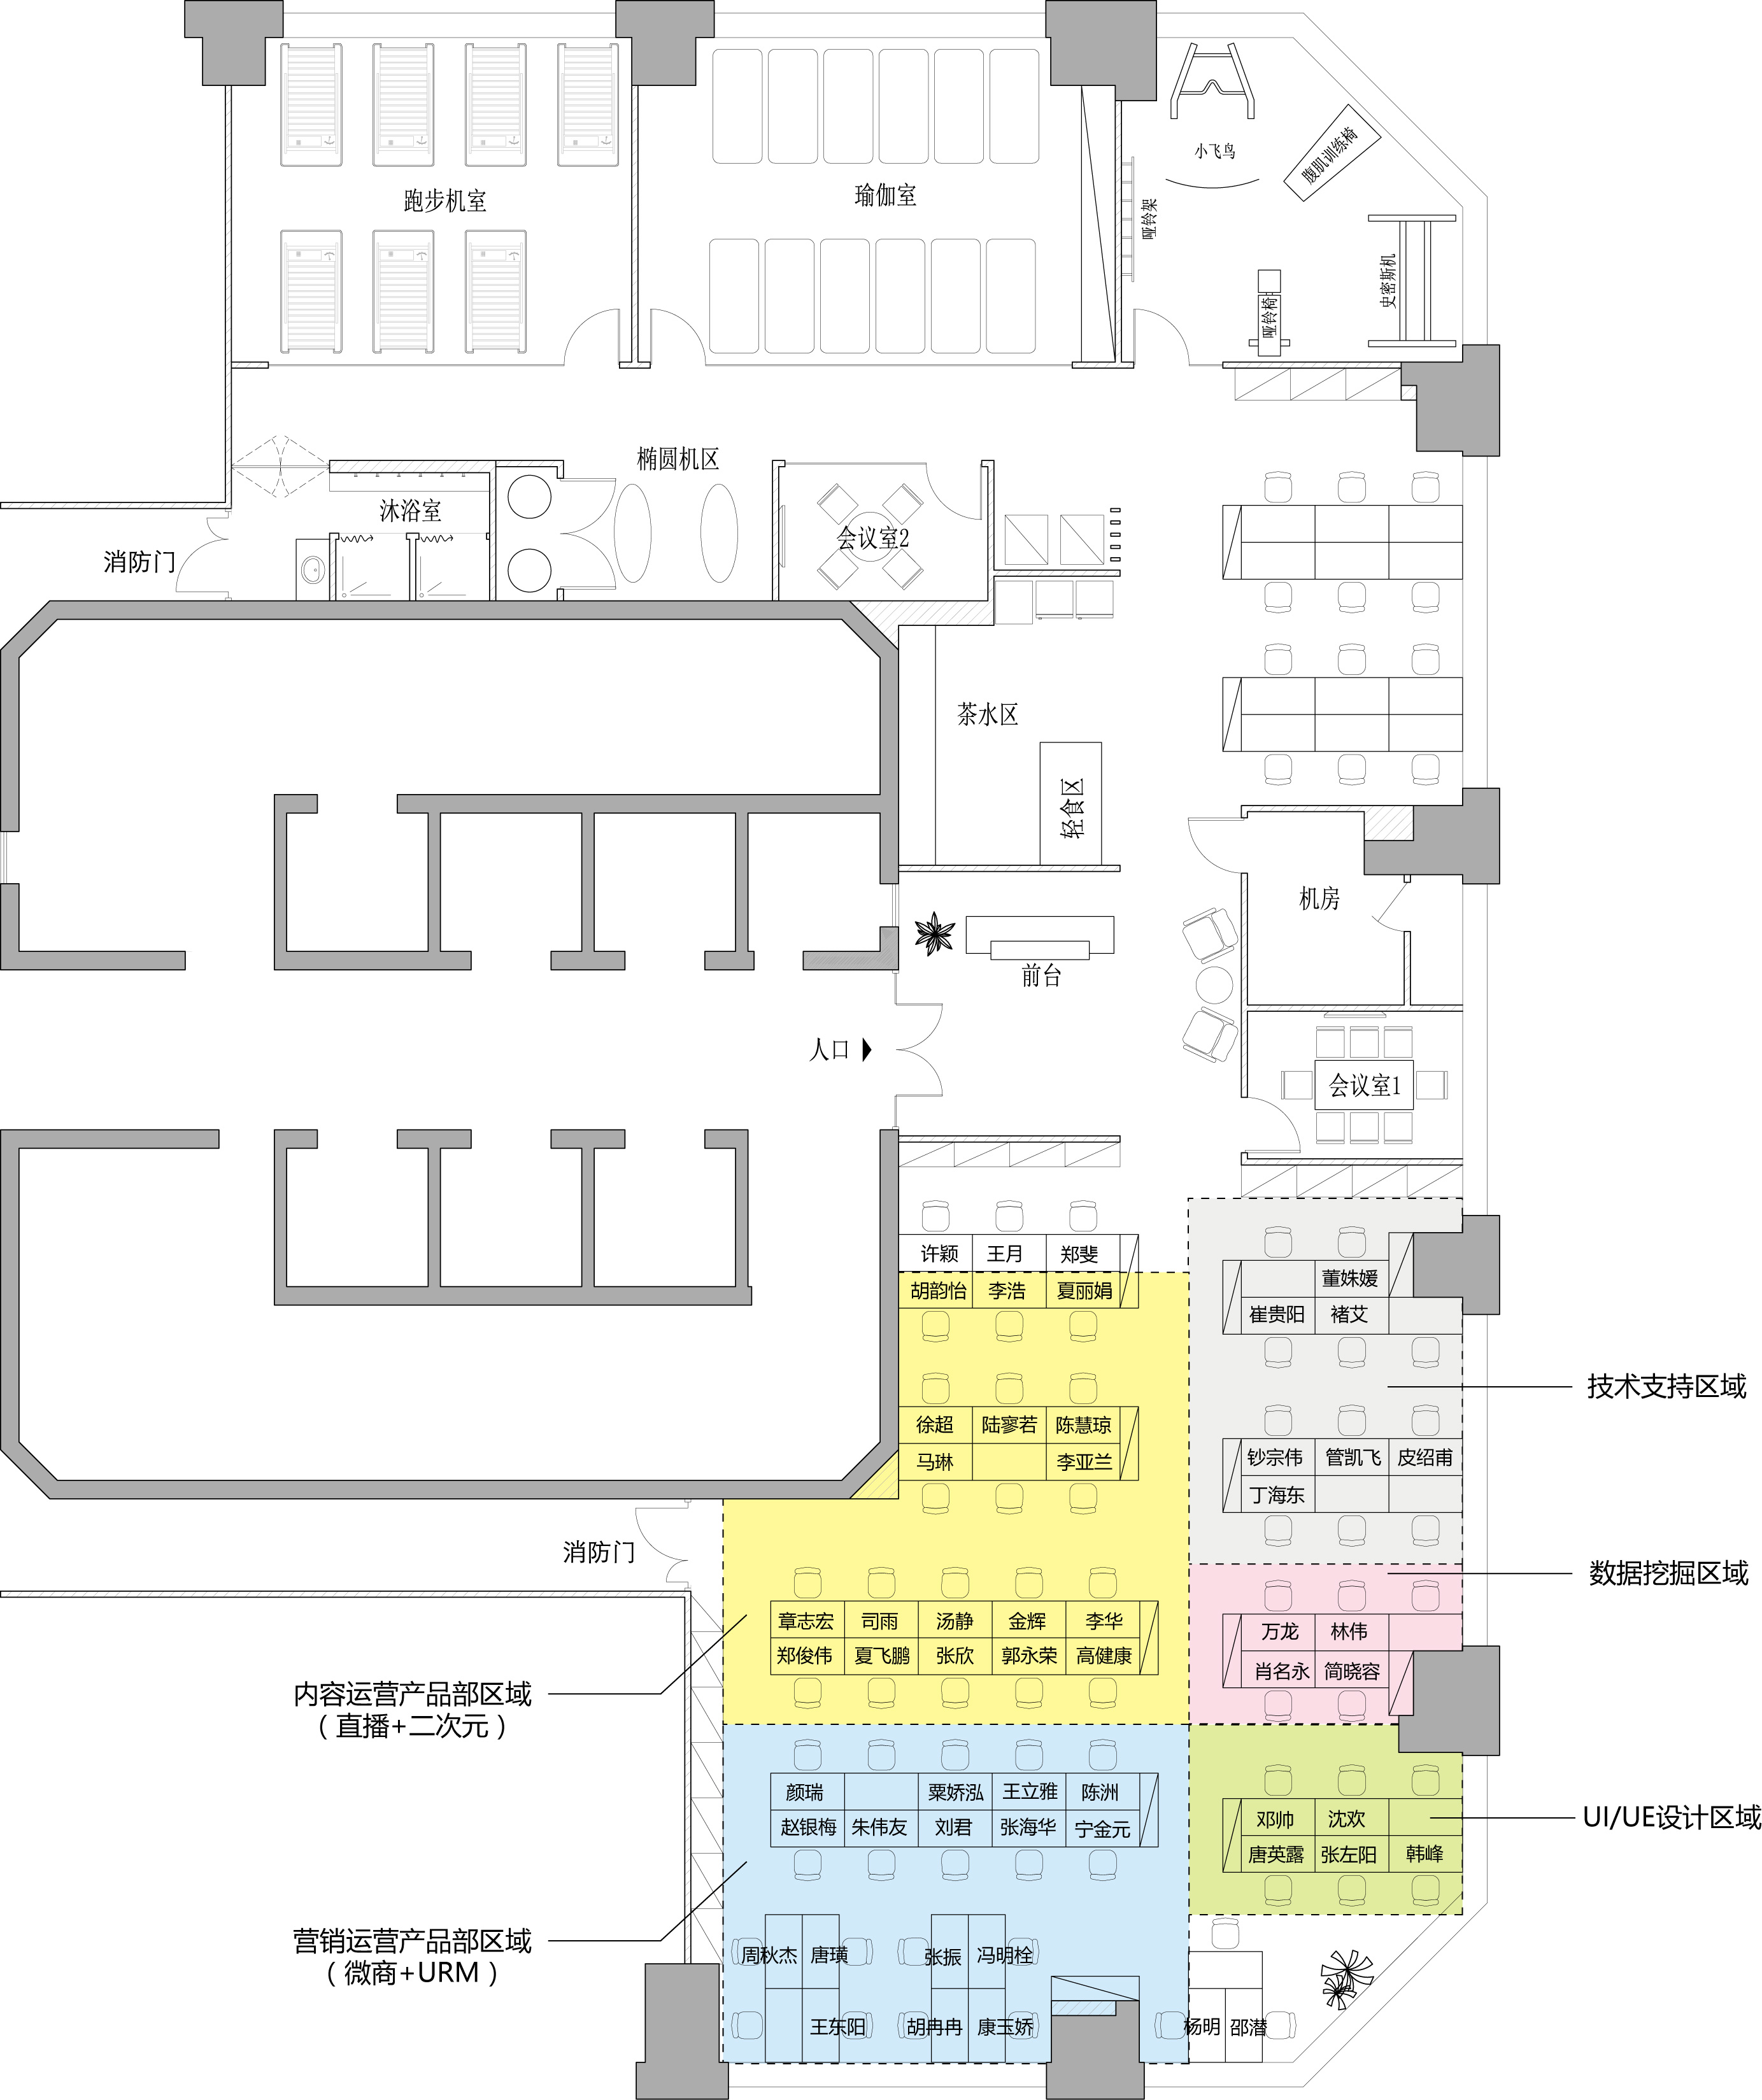 小飞鸟
腹肌训练椅
跑步机室
瑜伽室
哑铃架
史密斯机
哑铃椅
椭圆机区
沐浴室
会议室2
消防门
茶水区
轻食区
机房
前台
入口
会议室1
许颖 王月 郑斐
胡韵怡 李浩 夏丽娟
董姝媛
崔贵阳 褚艾
技术支持区域
徐超 陆寥若 陈慧琼
马琳 李亚兰
钞宗伟 管凯飞 皮绍甫
丁海东
消防门
数据挖掘区域
章志宏 司雨 汤静 金辉 李华
郑俊伟 夏飞鹏 张欣 郭永荣 高健康
万龙 林伟
肖名永 简晓容
内容运营产品部区域
（直播+二次元）
颜瑞 粟娇泓 王立雅 陈洲
赵银梅 朱伟友 刘君 张海华 宁金元
邓帅 沈欢
唐英露 张左阳 韩峰
UI/UE设计区域
营销运营产品部区域
（微商+URM）
周秋杰 唐璜 张振 冯明栓
王东阳 胡冉冉 康玉娇 杨明 邵潜